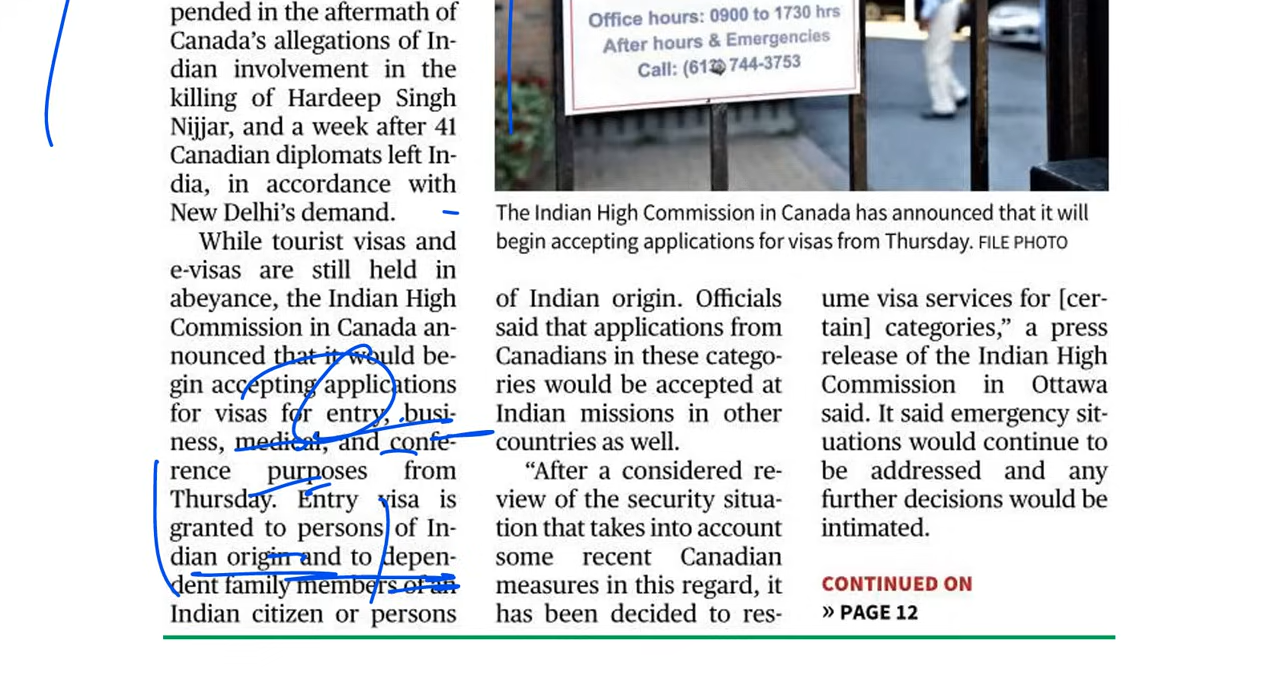 pended in the aftermath of
Canada's allegations of In-
dian involvement in the
killing of Hardeep Singh
Nijjar, and a week after 41
Canadian diplomats left In-
dia, in accordance with
New Delhi's demand.
While tourist visas and
e-visas are still held in
abeyance, the Indian High
Commission in Canada an-
nounced that it would be-
gin accepting applications
for visas for entry, busi-
ness, medical, and confe-
rence purposes from
Thursday. Entry visa is
granted to persons of In-
dian origin and to depen-
dent family members of an
Indian citizen or persons
Office hours: 0900 to 1730 hrs
After hours & Emergencies
Call: (613) 744-3753
The Indian High Commission in Canada has announced that it will
begin accepting applications for visas from Thursday. FILE PHOTO
of Indian origin. Officials
said that applications from
Canadians in these catego-
ries would be accepted at
Indian missions in other
countries as well.
"After a considered re-
view of the security situa-
tion that takes into account
some recent Canadian
measures in this regard, it
has been decided to res-
ume visa services for [cer-
tain] categories," a press
release of the Indian High
Commission in Ottawa
said. It said emergency sit-
uations would continue to
be addressed and any
further decisions would be
intimated.
CONTINUED ON
» PAGE 12